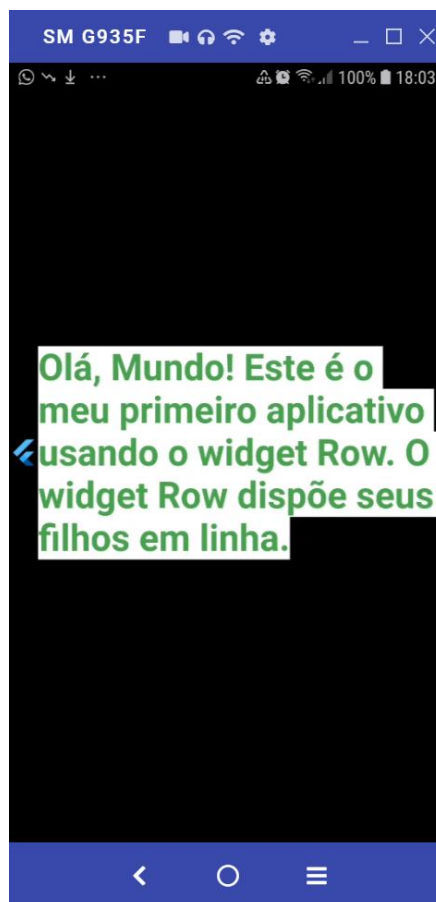 SM G935F
100% 18:03
Olá, Mundo! Este é o
meu primeiro aplicativo
usando o widget Row. O
widget Row dispõe seus
filhos em linha.